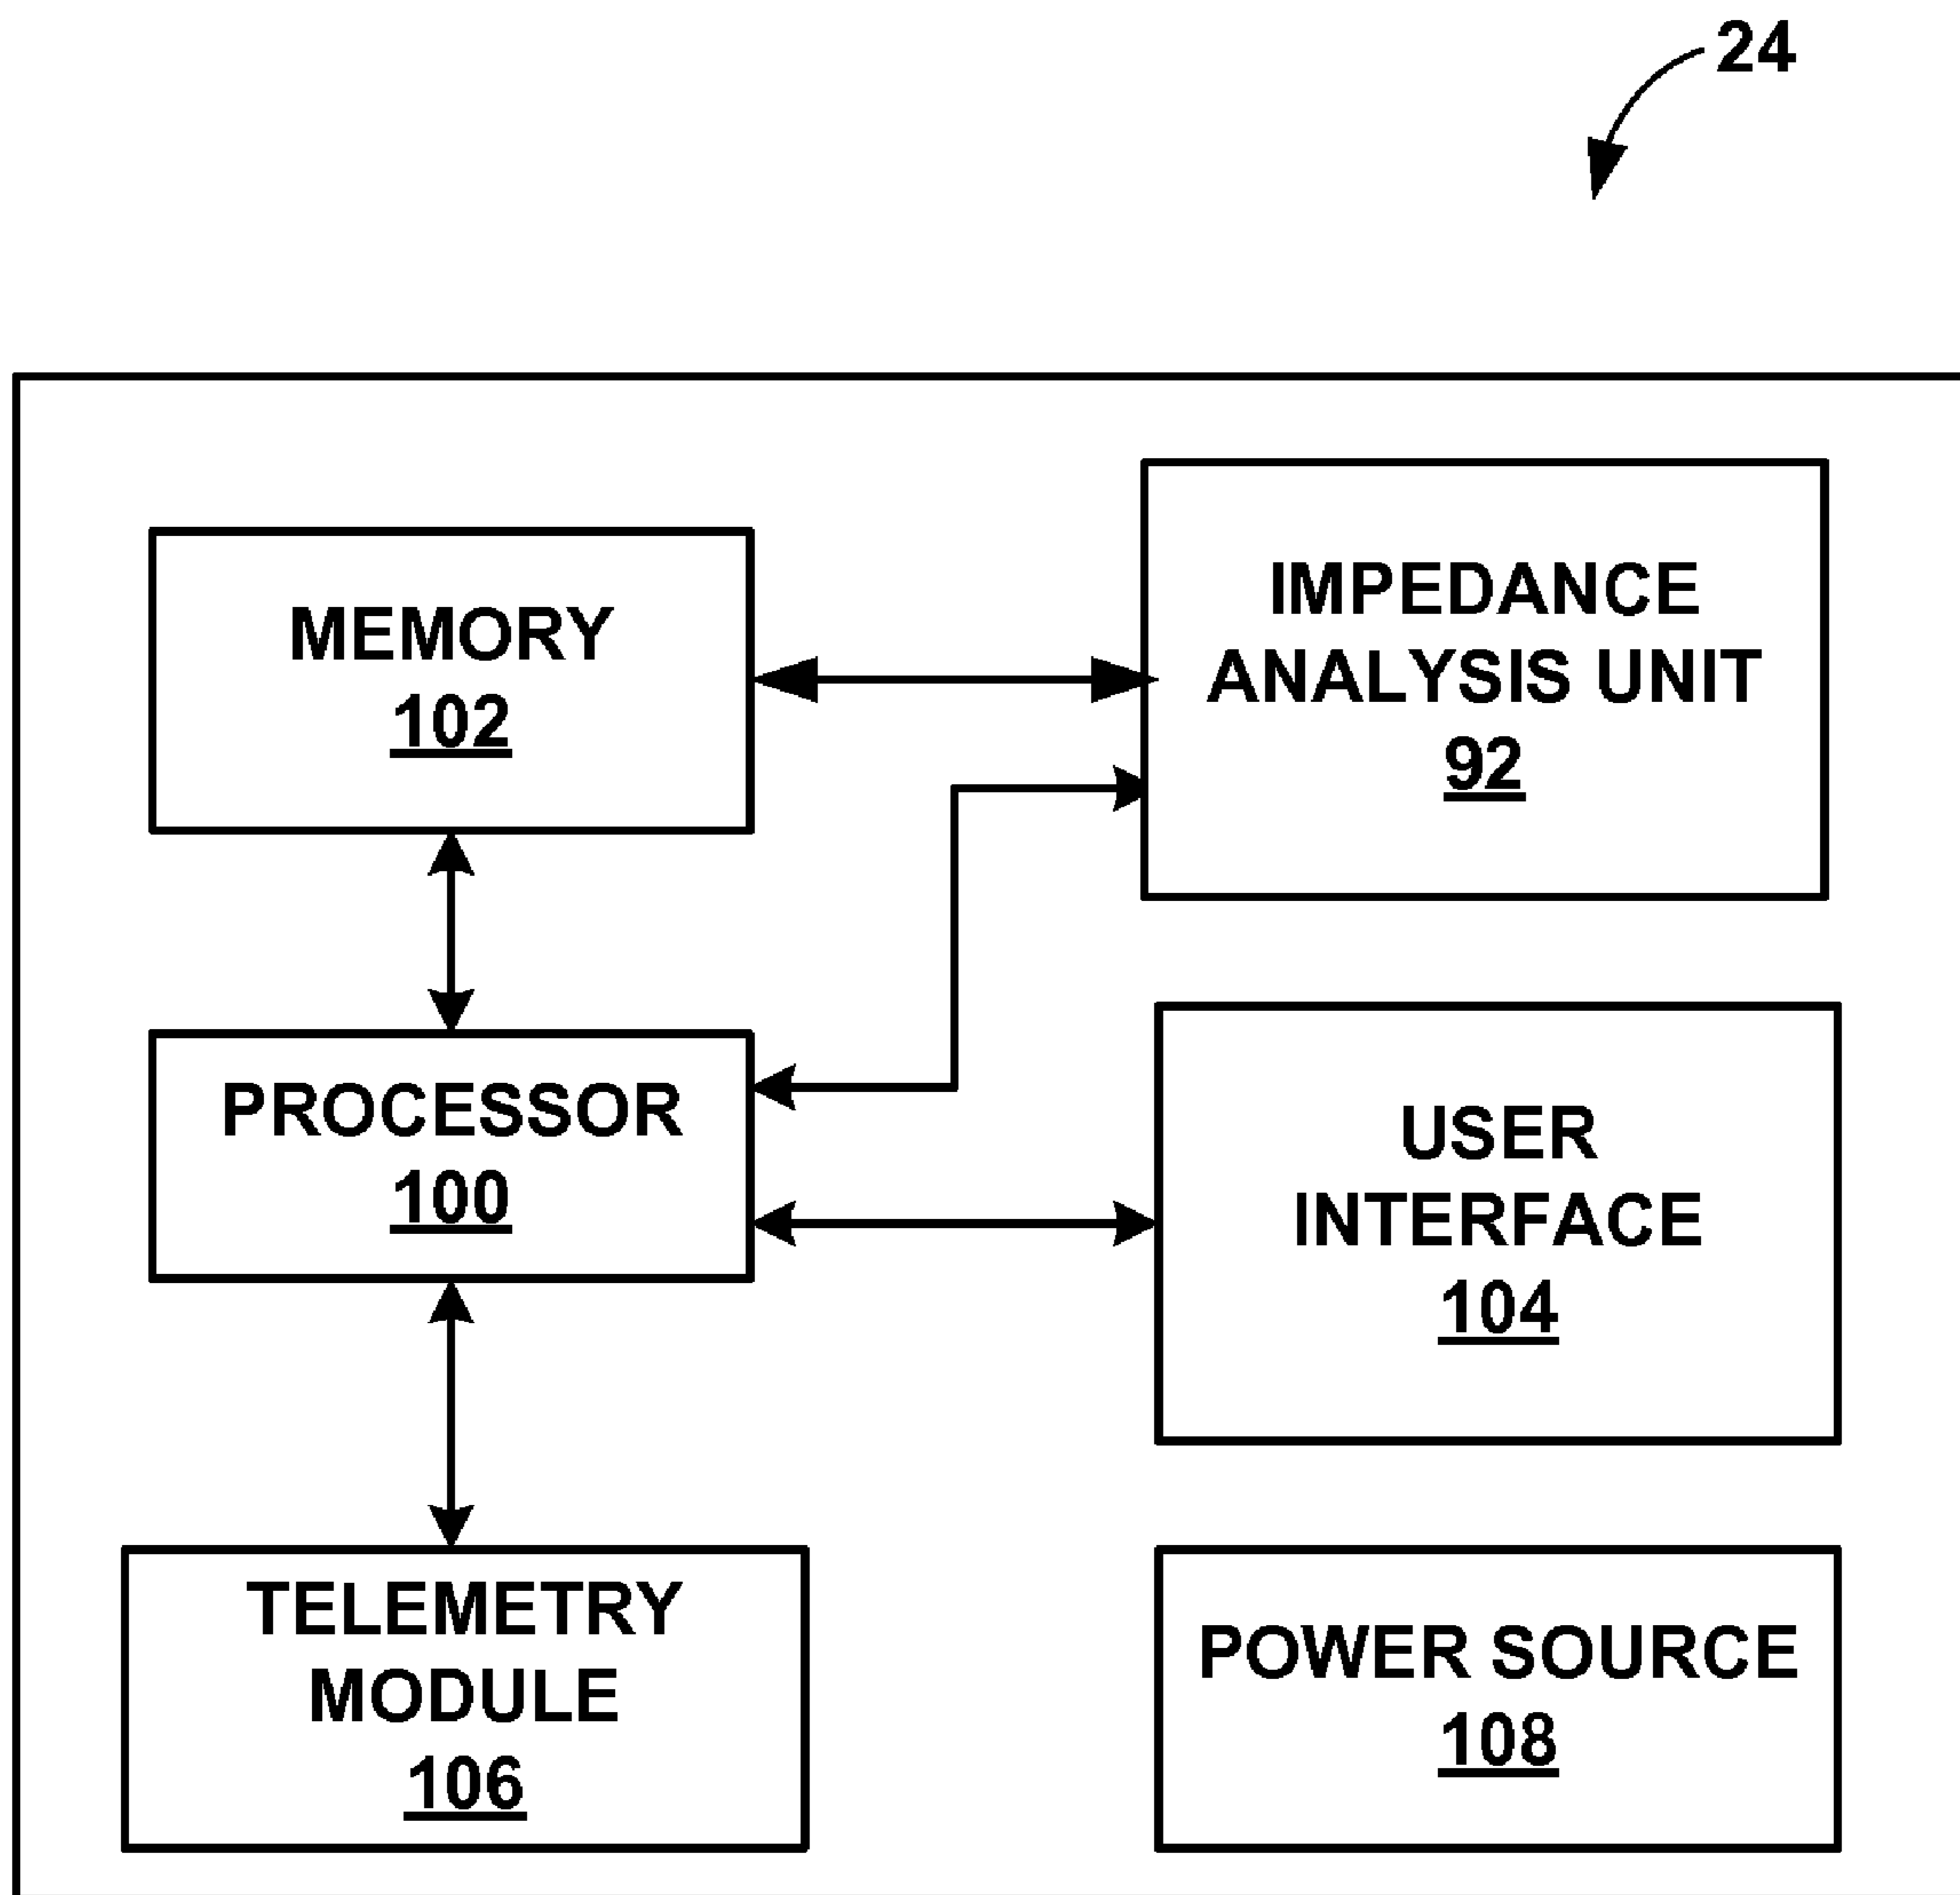 24
MEMORY
102
IMPEDANCE
ANALYSIS UNIT
92
PROCESSOR
100
USER
INTERFACE
104
TELEMETRY
MODULE
106
POWER SOURCE
108